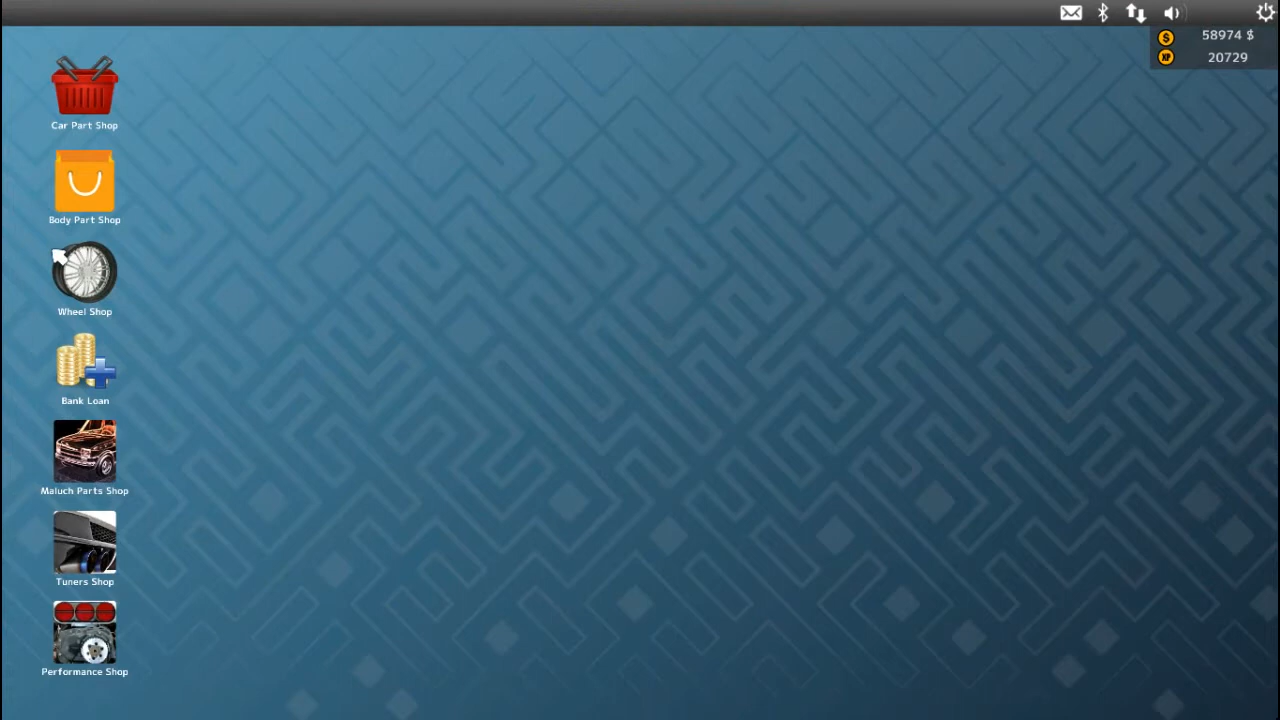 58974 $
XP 20729
Car Part Shop
Body Part Shop
Wheel Shop
Bank Loan
Maluch Parts Shop
Tuners Shop
Performance Shop